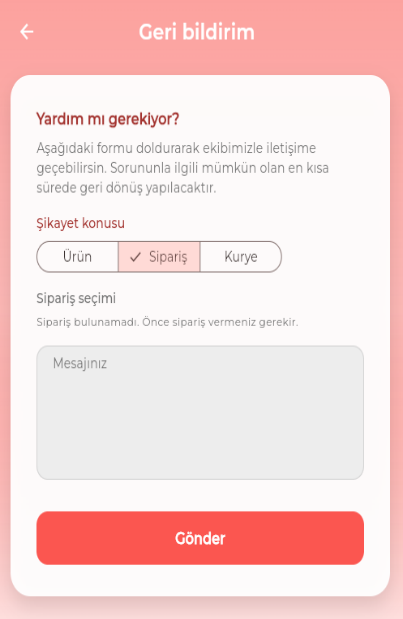 Geri bildirim
Yardım mı gerekiyor?
Aşağıdaki formu doldurarak ekibimizle iletişime
geçebilirsin. Sorununla ilgili mümkün olan en kısa
sürede geri dönüş yapılacaktır.
Şikayet konusu
Ürün
Sipariş
Kurye
Sipariş seçimi
Sipariş bulunamadı. Önce sipariş vermeniz gerekir.
Mesajınız
Gönder